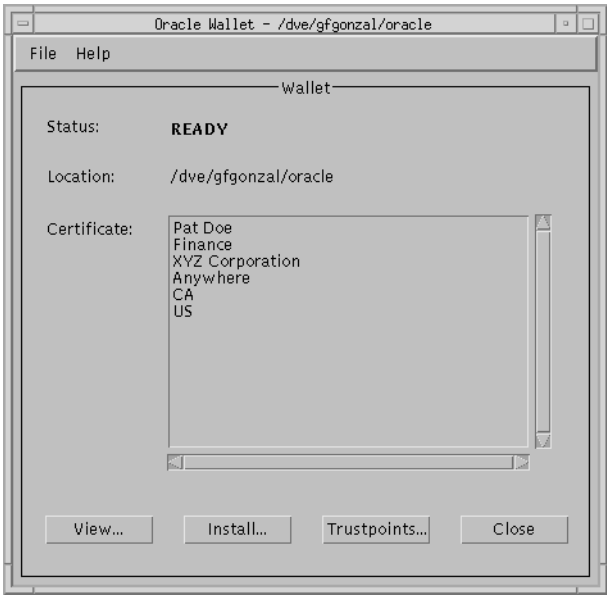 Oracle Wallet - /dve/gfgonzal/oracle
File Help
Wallet
Status: READY
Location: /dve/gfgonzal/oracle
Certificate: Pat Doe
Finance
XYZ Corporation
Anywhere
CA
US
View... Install... Trustpoints... Close